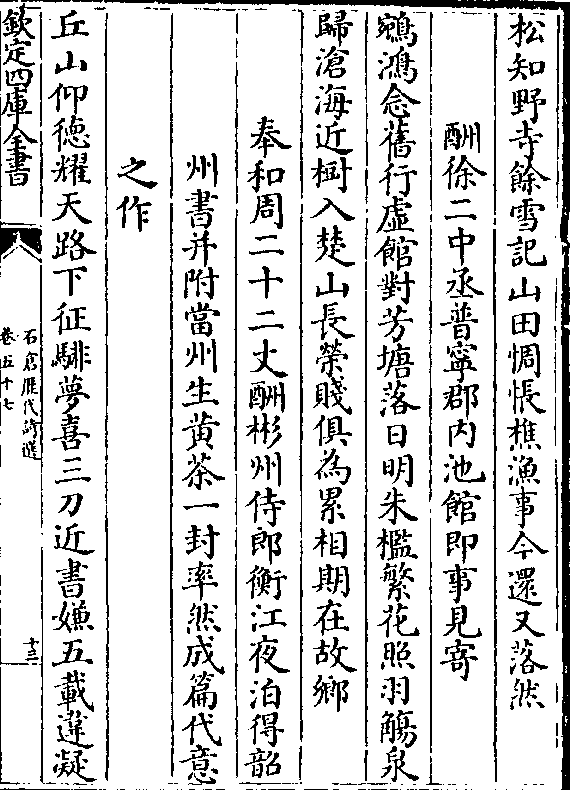 松知野寺餘雪記山田惆悵樵漁事今還又落然
酬徐二中丞普寧郡内池館即事見寄
鵷鴻念舊行虛館對芳塘落日明朱檻繁花照羽觴泉
歸滄海近樹入楚山長榮賤俱為累相期在故鄉
奉和周二十二丈酬彬州侍郎衡江夜泊得韶
州書并附當州生黃茶一封率然成篇代意
之作
丘山仰德耀天路下征騑夢喜三刀近書嫌五載違凝
欽定四庫全書
石倉歷代詩選
卷五十七
十三